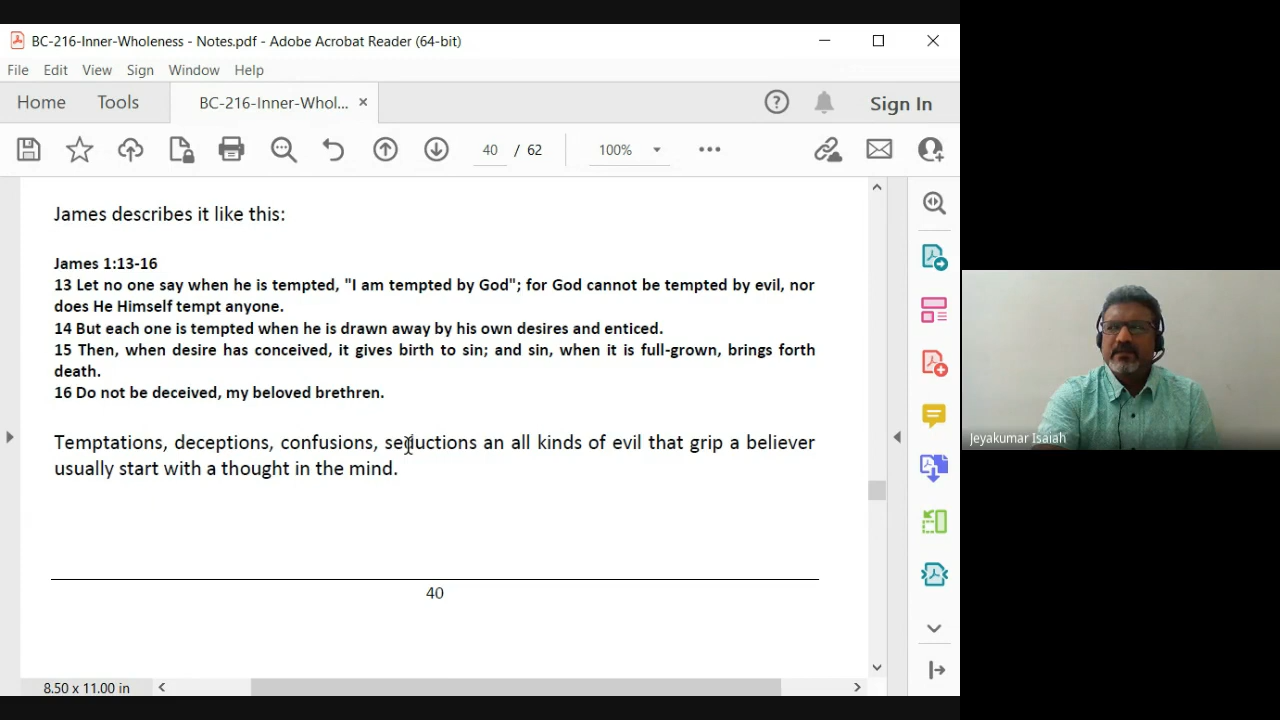 BC-216-Inner-Wholeness - Notes.pdf - Adobe Acrobat Reader (64-bit)
File Edit View Sign Window Help
Home Tools BC-216-Inner-Whol... Sign In
40 / 62 100%
James describes it like this:
James 1:13-16
13 Let no one say when he is tempted, "I am tempted by God"; for God cannot be tempted by evil, nor
does He Himself tempt anyone.
14 But each one is tempted when he is drawn away by his own desires and enticed.
15 Then, when desire has conceived, it gives birth to sin; and sin, when it is full-grown, brings forth
death.
16 Do not be deceived, my beloved brethren.
Temptations, deceptions, confusions, seductions an all kinds of evil that grip a believer
usually start with a thought in the mind.
40
8.50 x 11.00 in
Jeyakumar Isaiah